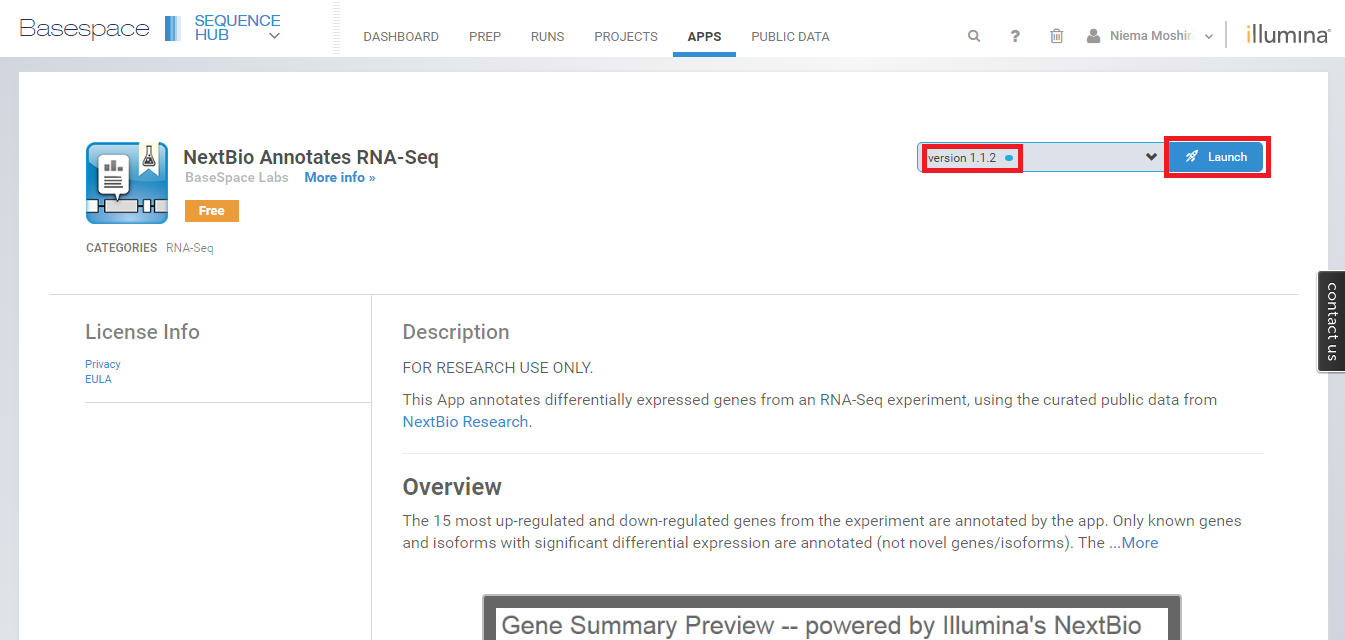 Basespace
SEQUENCE
HUB
DASHBOARD PREP RUNS PROJECTS APPS PUBLIC DATA
? Niema Moshiri
illumina®
NextBio Annotates RNA-Seq
BaseSpace Labs More info »
Free
CATEGORIES RNA-Seq
version 1.1.2
Launch
contact us
License Info
Privacy
EULA
Description
FOR RESEARCH USE ONLY.
This App annotates differentially expressed genes from an RNA-Seq experiment, using the curated public data from
NextBio Research.
Overview
The 15 most up-regulated and down-regulated genes from the experiment are annotated by the app. Only known genes
and isoforms with significant differential expression are annotated (not novel genes/isoforms). The ...More
Gene Summary Preview -- powered by Illumina's NextBio